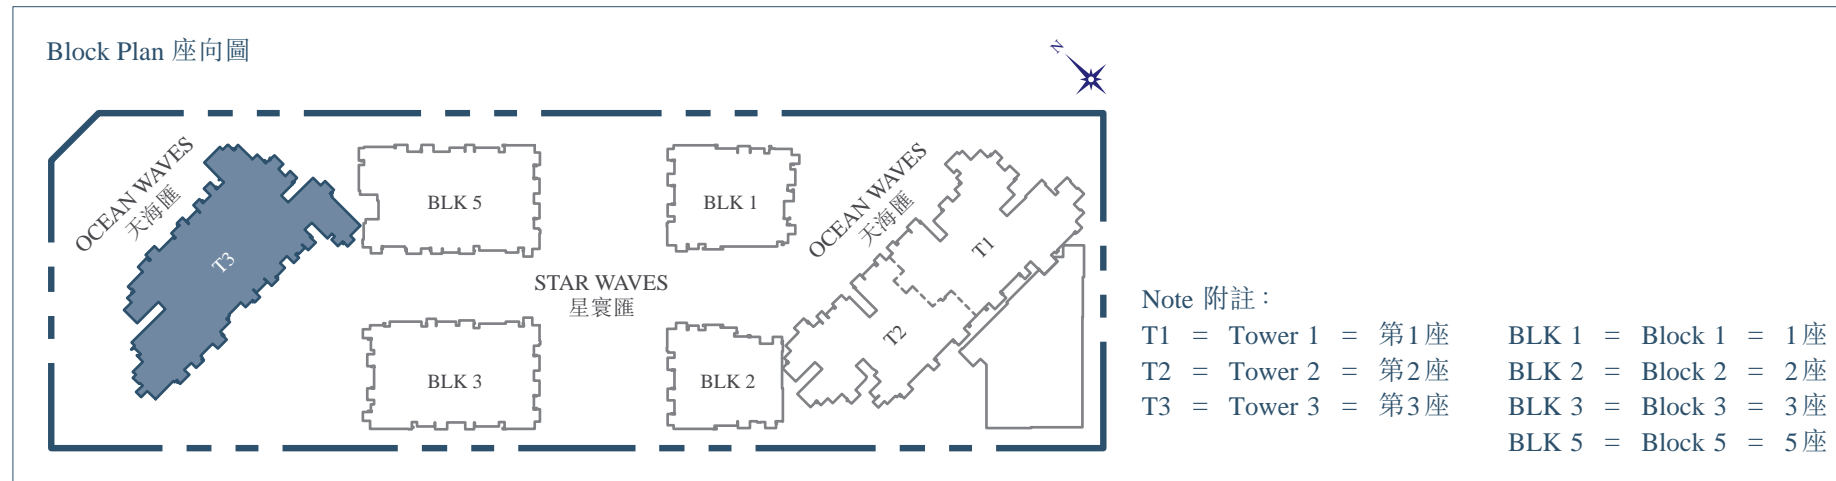 Block Plan 座向圖
N
OCEAN WAVES
天海匯
T3
BLK 5
BLK 1
OCEAN WAVES
天海匯
T1
STAR WAVES
星寰匯
T2
BLK 3
BLK 2
Note 附註：
T1 = Tower 1 = 第1座 BLK 1 = Block 1 = 1座
T2 = Tower 2 = 第2座 BLK 2 = Block 2 = 2座
T3 = Tower 3 = 第3座 BLK 3 = Block 3 = 3座
BLK 5 = Block 5 = 5座